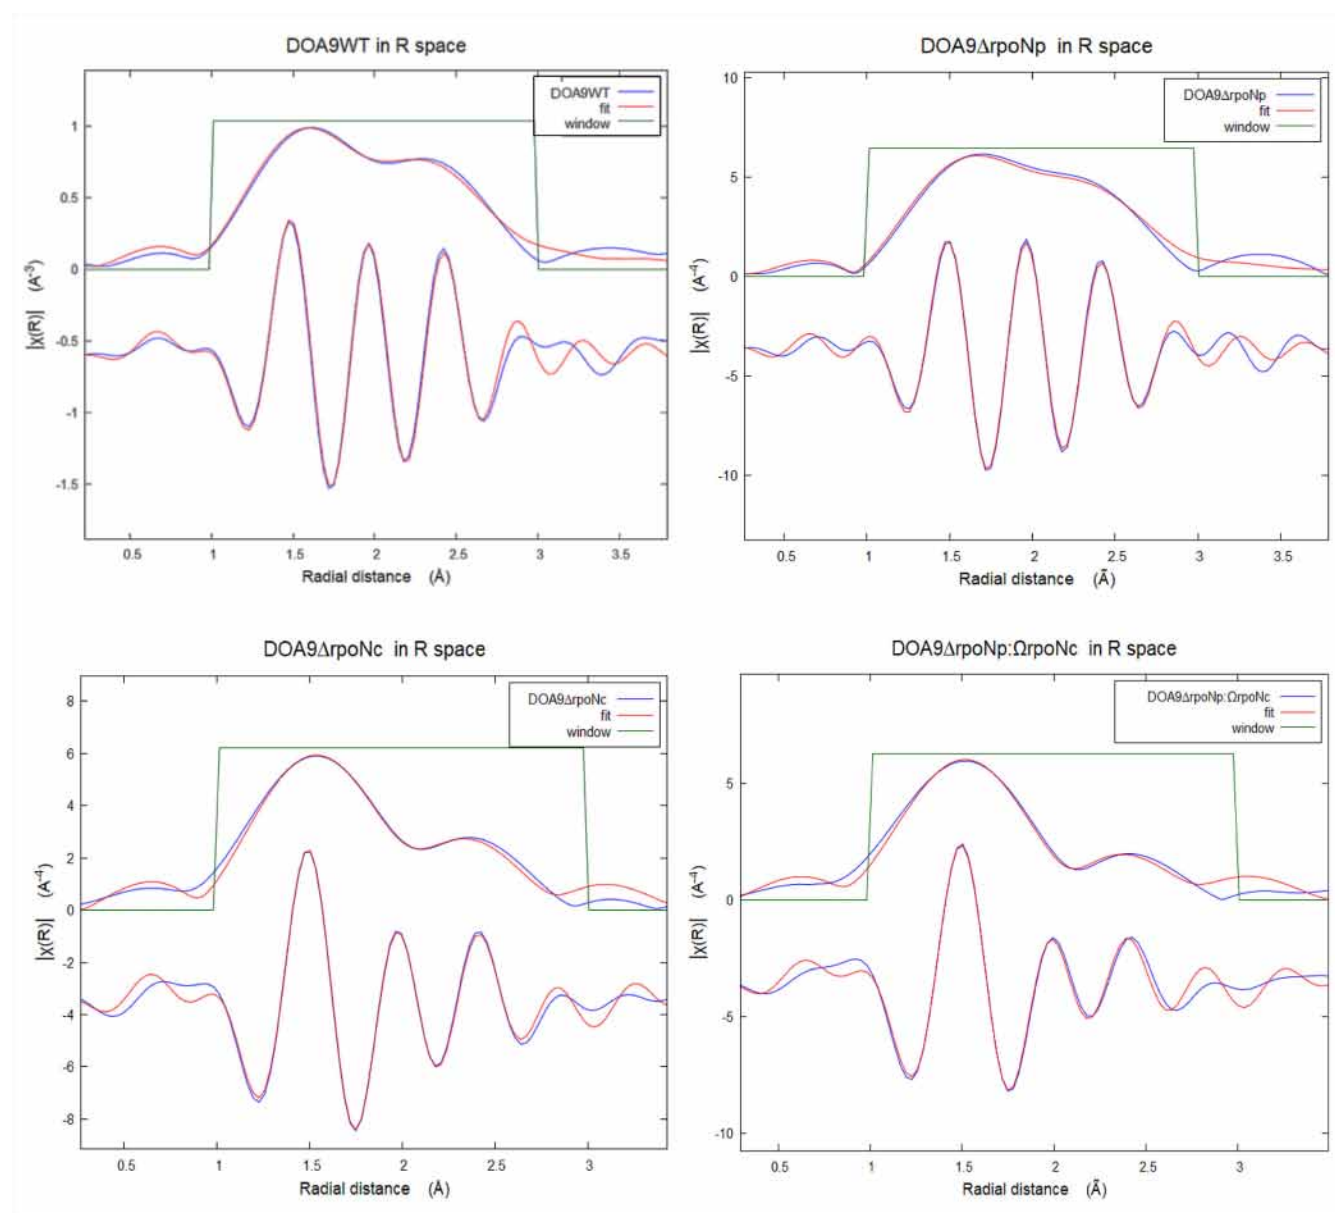 DOA9WT in R space
DOA9WT
fit
window
1
0.5
0
-0.5
-1
-1.5
|χ(R)| (A⁻³)
0.5 1 1.5 2 2.5 3 3.5
Radial distance (Å)
DOA9ΔrpoNp in R space
DOA9ΔrpoNp
fit
window
10
5
0
-5
-10
|χ(R)| (A⁻⁴)
0.5 1 1.5 2 2.5 3 3.5
Radial distance (Ã)
DOA9ΔrpoNc in R space
DOA9ΔrpoNc
fit
window
8
6
4
2
0
-2
-4
-6
-8
|χ(R)| (A⁻⁴)
0.5 1 1.5 2 2.5 3
Radial distance (Å)
DOA9ΔrpoNp:ΩrpoNc in R space
DOA9ΔrpoNp:ΩrpoNc
fit
window
5
0
-5
-10
|χ(R)| (A⁻⁴)
0.5 1 1.5 2 2.5 3
Radial distance (Ã)